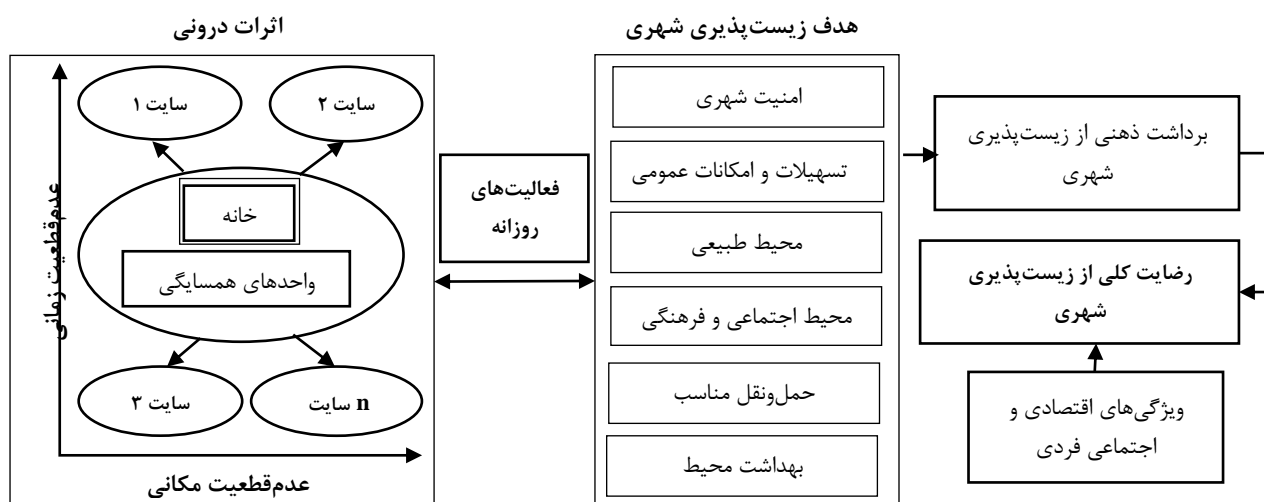 اثرات درونی
هدف زیست‌پذیری شهری
سایت ۱
سایت ۲
خانه
واحدهای همسایگی
سایت ۳
سایت n
عدم‌قطعیت زمانی
عدم‌قطعیت مکانی
فعالیت‌های
روزانه
امنیت شهری
تسهیلات و امکانات عمومی
محیط طبیعی
محیط اجتماعی و فرهنگی
حمل‌ونقل مناسب
بهداشت محیط
برداشت ذهنی از زیست‌پذیری
شهری
رضایت کلی از زیست‌پذیری
شهری
ویژگی‌های اقتصادی و
اجتماعی فردی